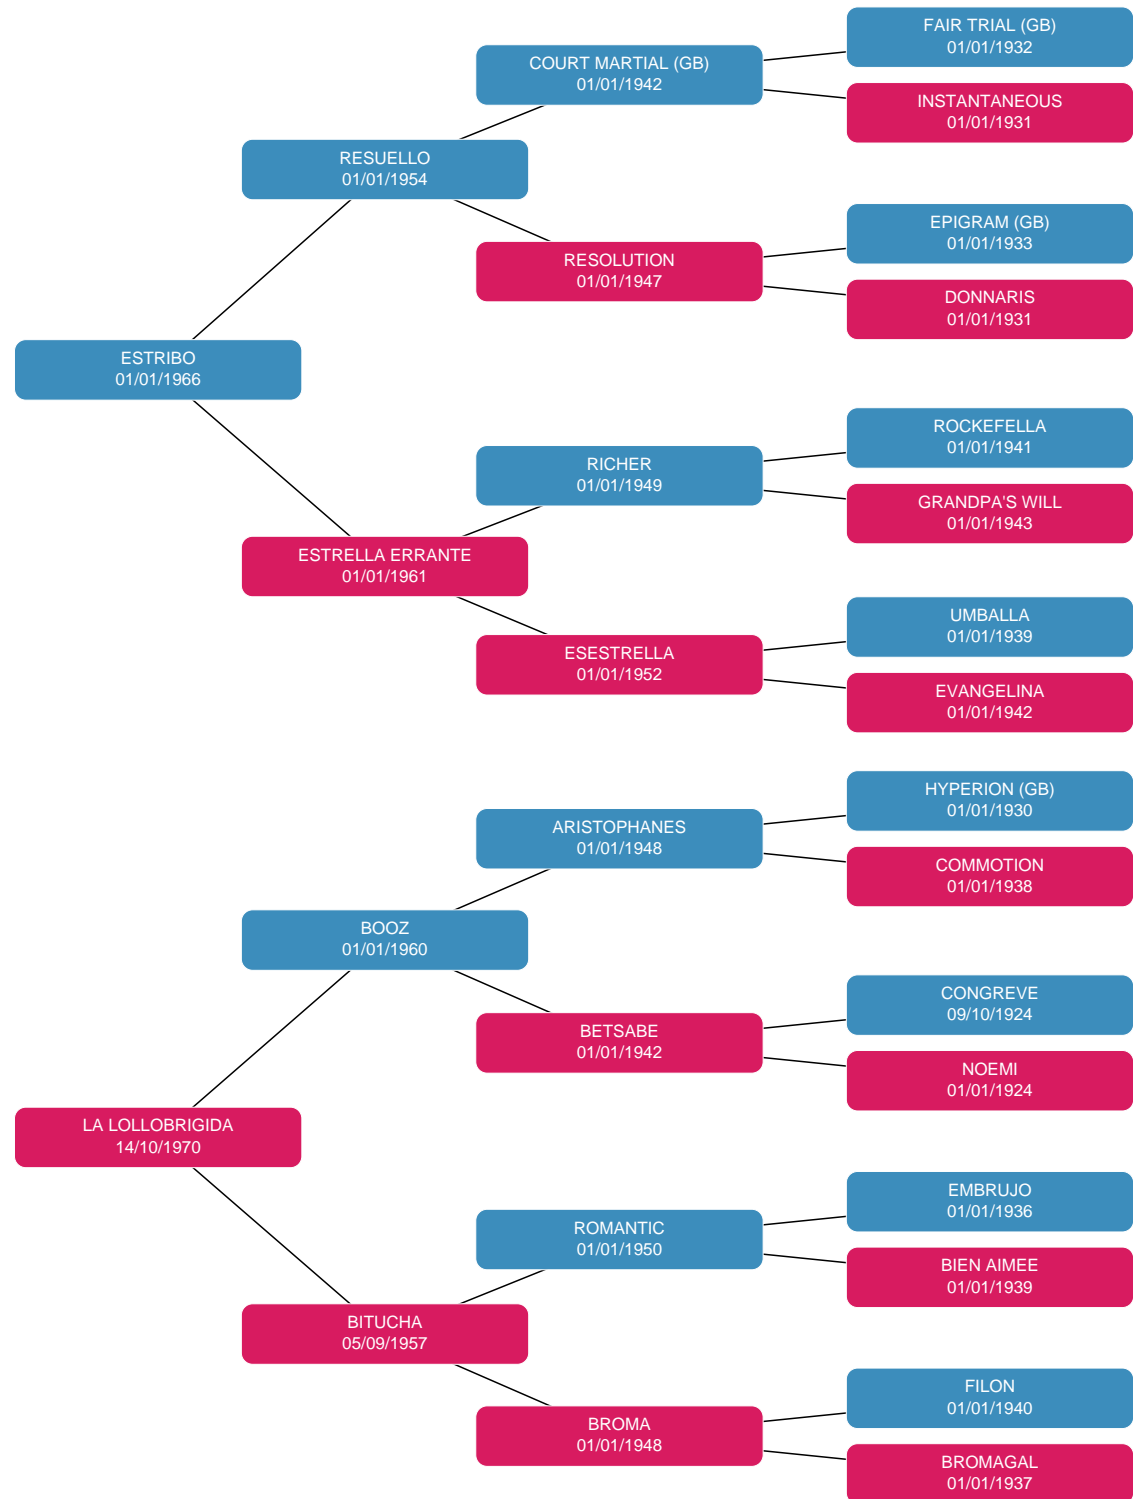 FAIR TRIAL (GB)
01/01/1932
COURT MARTIAL (GB)
01/01/1942
INSTANTANEOUS
01/01/1931
RESUELLO
01/01/1954
EPIGRAM (GB)
01/01/1933
RESOLUTION
01/01/1947
DONNARIS
01/01/1931
ESTRIBO
01/01/1966
ROCKEFELLA
01/01/1941
RICHER
01/01/1949
GRANDPA'S WILL
01/01/1943
ESTRELLA ERRANTE
01/01/1961
UMBALLA
01/01/1939
ESESTRELLA
01/01/1952
EVANGELINA
01/01/1942
HYPERION (GB)
01/01/1930
ARISTOPHANES
01/01/1948
COMMOTION
01/01/1938
BOOZ
01/01/1960
CONGREVE
09/10/1924
BETSABE
01/01/1942
NOEMI
01/01/1924
LA LOLLOBRIGIDA
14/10/1970
EMBRUJO
01/01/1936
ROMANTIC
01/01/1950
BIEN AIMEE
01/01/1939
BITUCHA
05/09/1957
FILON
01/01/1940
BROMA
01/01/1948
BROMAGAL
01/01/1937